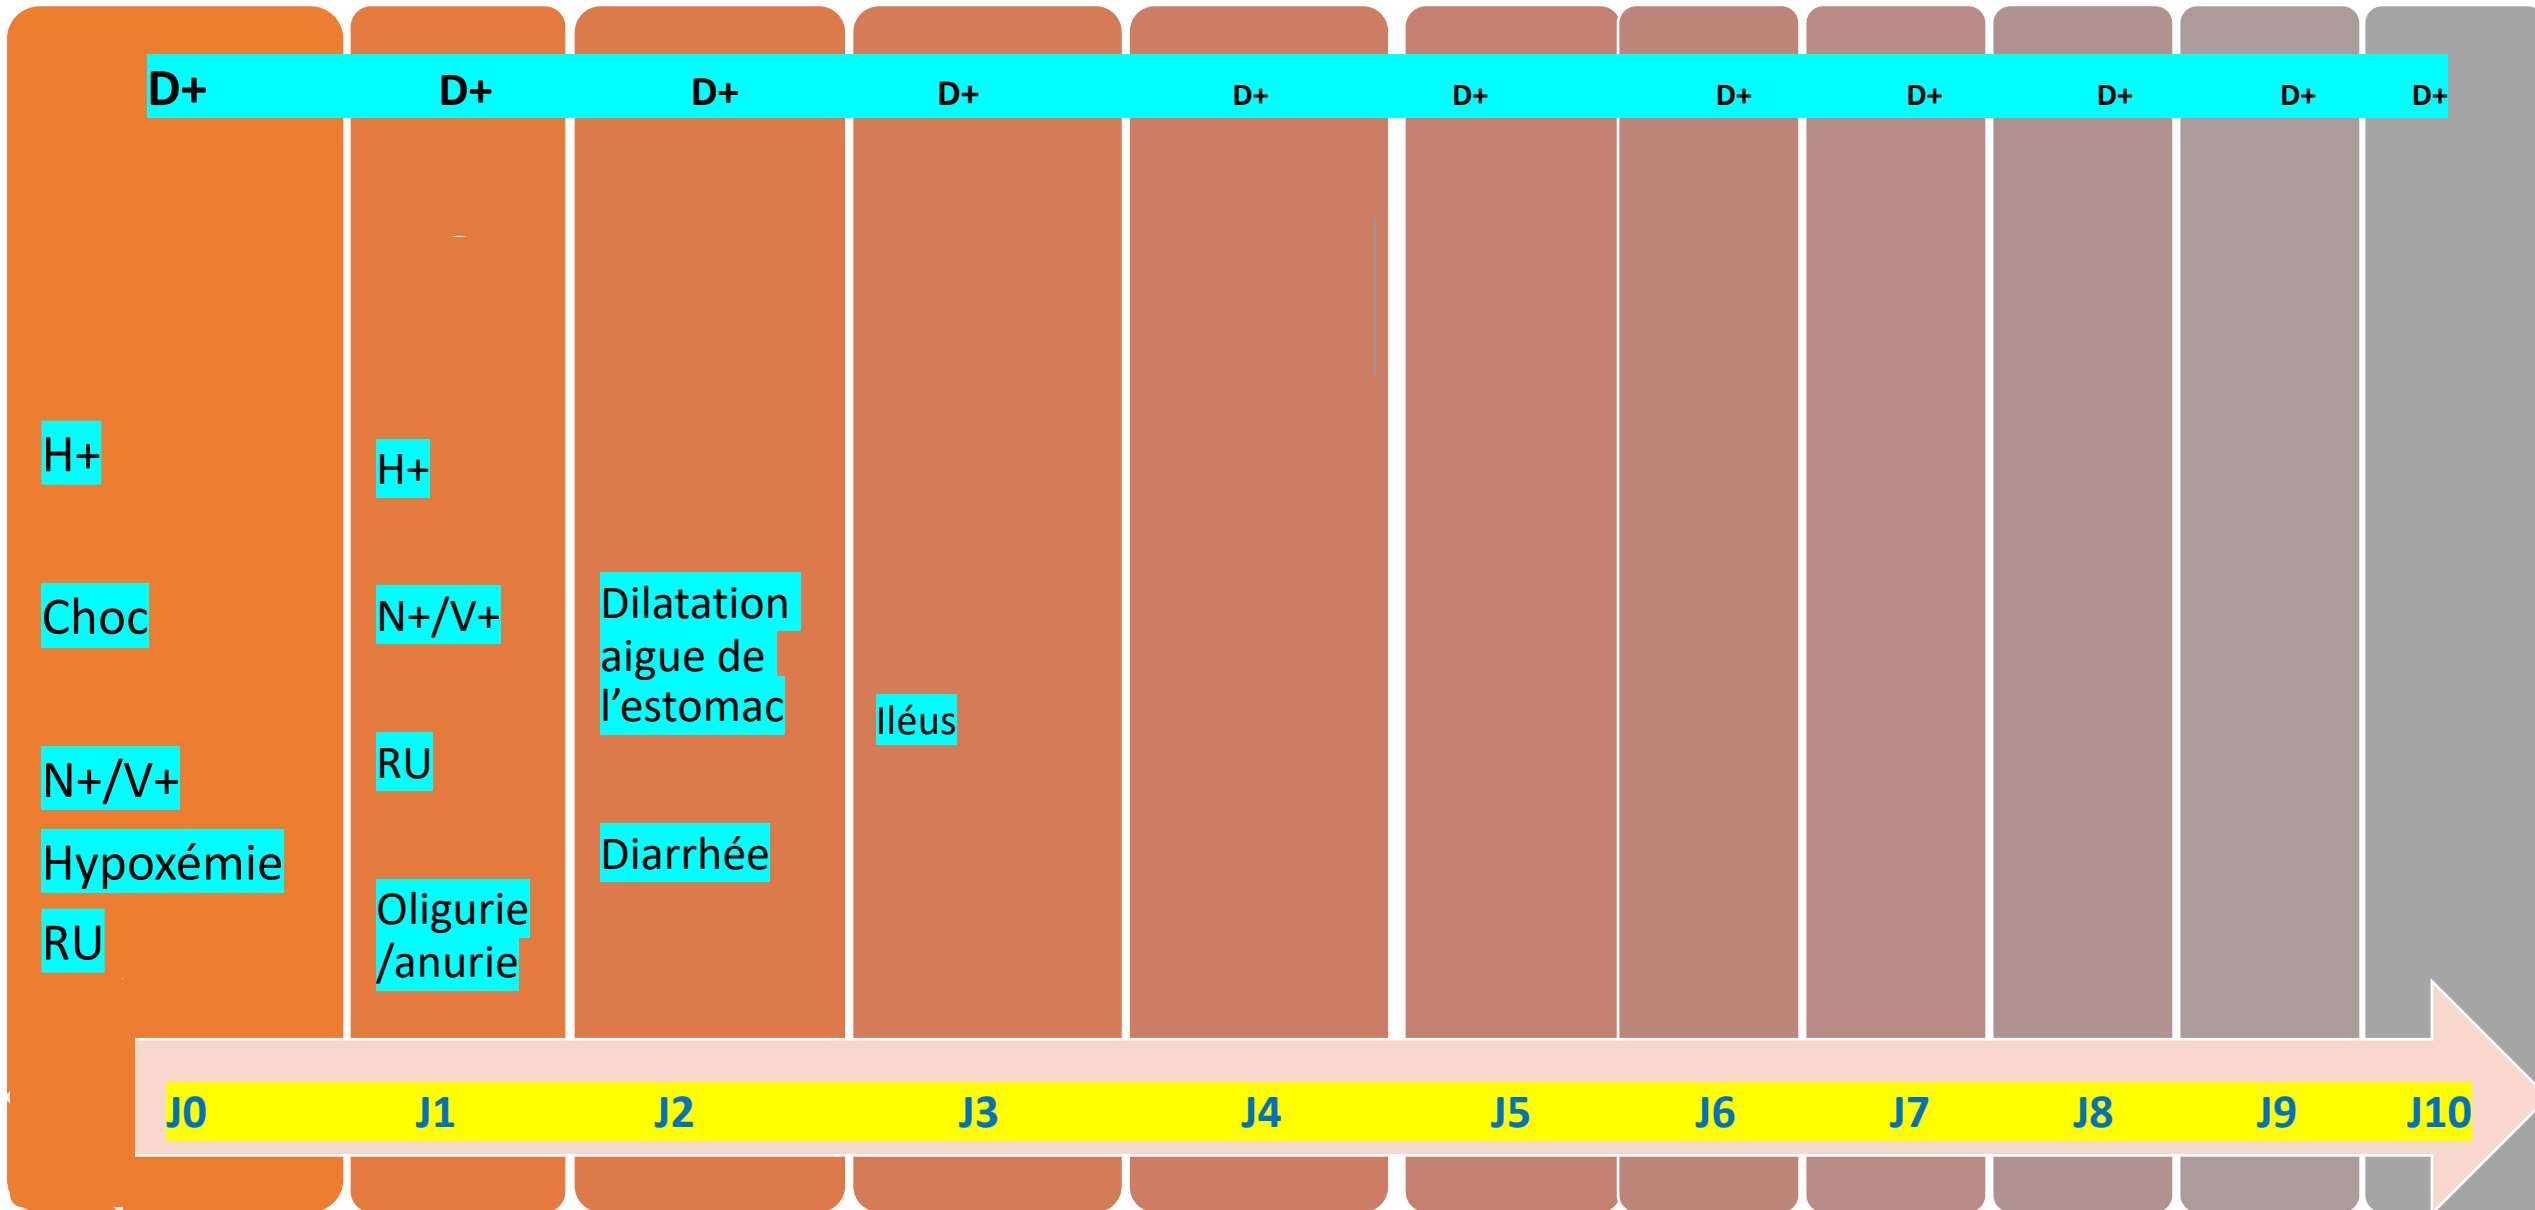 D+ D+ D+ D+ D+ D+ D+ D+ D+ D+ D+
H+
Choc
N+/V+
Hypoxémie
RU
H+
N+/V+
RU
Oligurie
/anurie
Dilatation
aigue de
l’estomac
Diarrhée
Iléus
J0 J1 J2 J3 J4 J5 J6 J7 J8 J9 J10